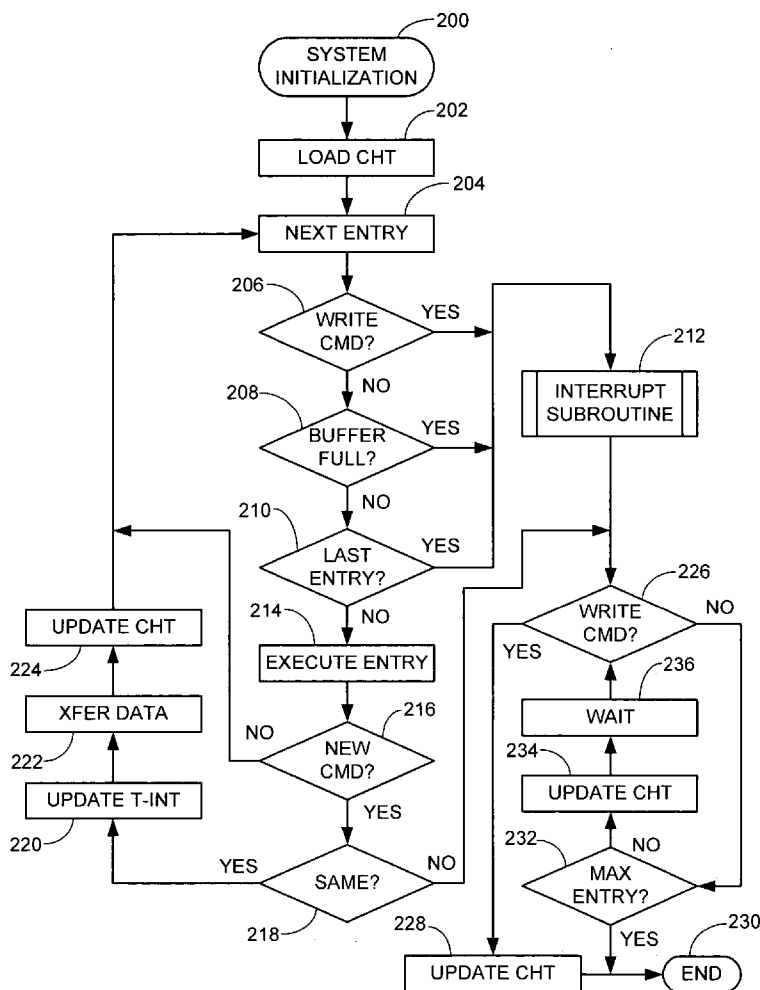 200
SYSTEM
INITIALIZATION
202
LOAD CHT
204
NEXT ENTRY
206
WRITE
CMD?
YES
NO
212
INTERRUPT
SUBROUTINE
208
BUFFER
FULL?
YES
NO
210
LAST
ENTRY?
YES
NO
214
EXECUTE ENTRY
216
NEW
CMD?
NO
YES
218
SAME?
YES
NO
220
UPDATE T-INT
222
XFER DATA
224
UPDATE CHT
226
WRITE
CMD?
NO
YES
236
WAIT
234
UPDATE CHT
232
NO
MAX
ENTRY?
YES
228
UPDATE CHT
230
END